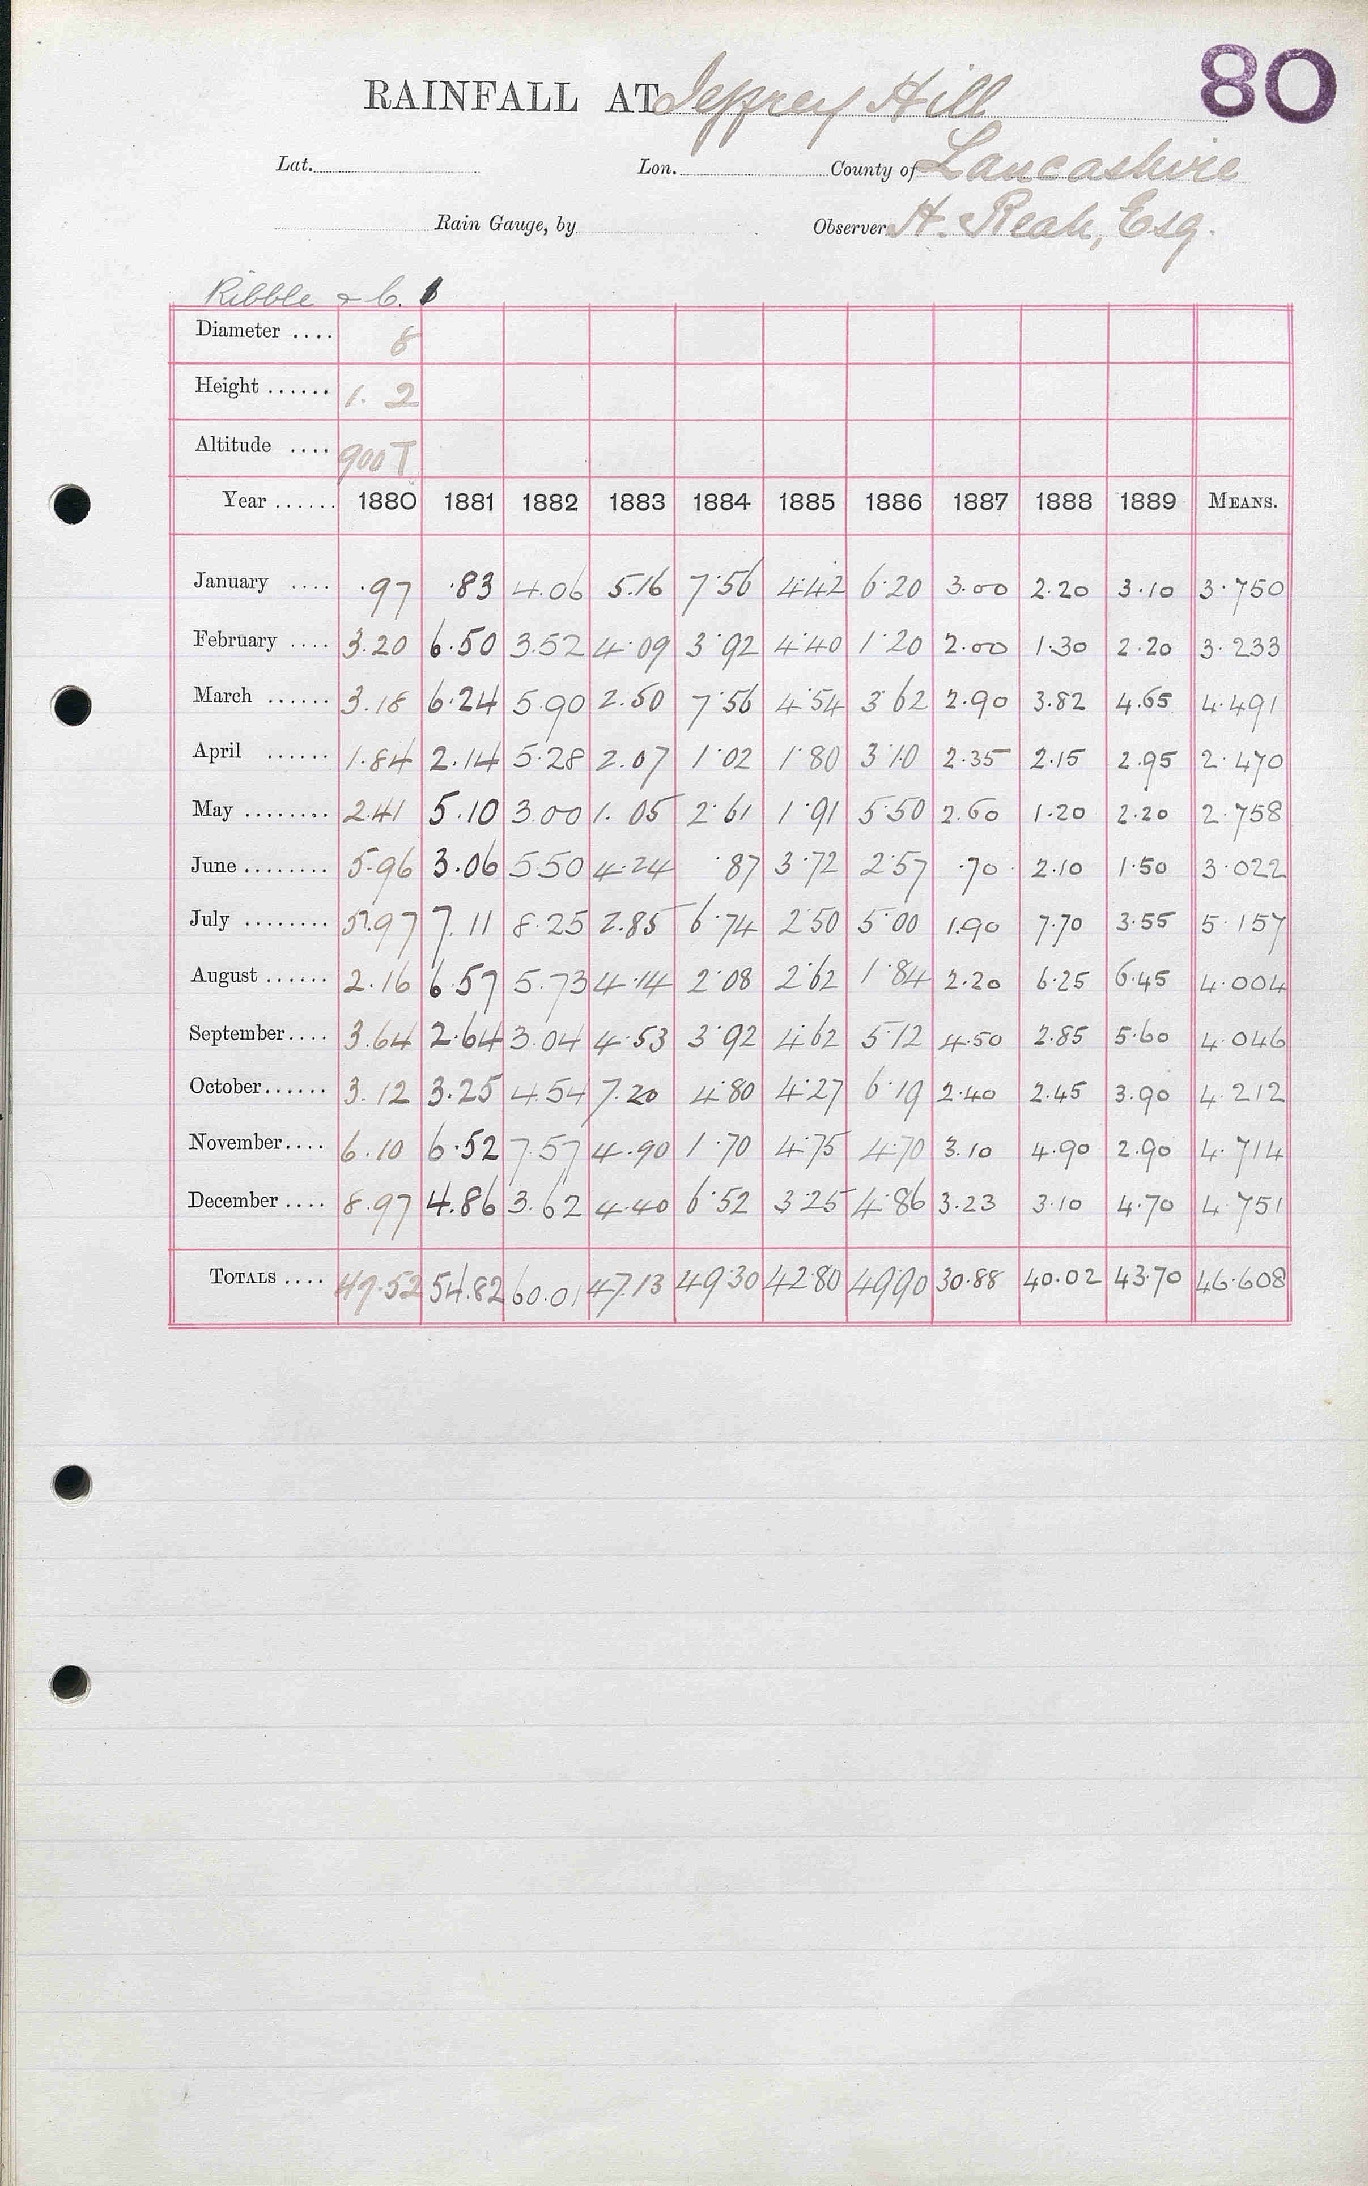 80
RAINFALL AT Jeffrey Hill
Lat. Lon. County of Lancashire
Rain Gauge, by Observer H. Reah, Esq.
Ribble & C. 1
Diameter .... 8
Height ...... 1. 2
Altitude .... 900 T
Year ...... 1880 1881 1882 1883 1884 1885 1886 1887 1888 1889 MEANS.
January .... .97 .83 4.06 5.16 7.56 4.42 6.20 3.00 2.20 3.10 3.750
February .... 3.20 6.50 3.52 4.09 3.92 4.40 1.20 2.00 1.30 2.20 3.233
March ...... 3.18 6.24 5.90 2.50 7.56 4.54 3.62 2.90 3.82 4.65 4.491
April ...... 1.84 2.14 5.28 2.07 1.02 1.80 3.10 2.35 2.15 2.95 2.470
May ........ 2.41 5.10 3.00 1.05 2.61 1.91 5.50 2.60 1.20 2.20 2.758
June ........ 5.96 3.06 5.50 4.24 .87 3.72 2.57 .70 2.10 1.50 3.022
July ........ 5.97 7.11 8.25 2.85 6.74 2.50 5.00 1.90 7.70 3.55 5.157
August ...... 2.16 6.57 5.73 4.14 2.08 2.62 1.84 2.20 6.25 6.45 4.004
September .... 3.64 2.64 3.04 4.53 3.92 4.62 5.12 4.50 2.85 5.60 4.046
October ...... 3.12 3.25 4.54 7.20 4.80 4.27 6.19 2.40 2.45 3.90 4.212
November .... 6.10 6.52 7.57 4.90 1.70 4.75 4.70 3.10 4.90 2.90 4.714
December .... 8.97 4.86 3.62 4.40 6.52 3.25 4.86 3.23 3.10 4.70 4.751
TOTALS .... 47.52 54.82 60.01 47.13 49.30 42.80 49.90 30.88 40.02 43.70 46.608